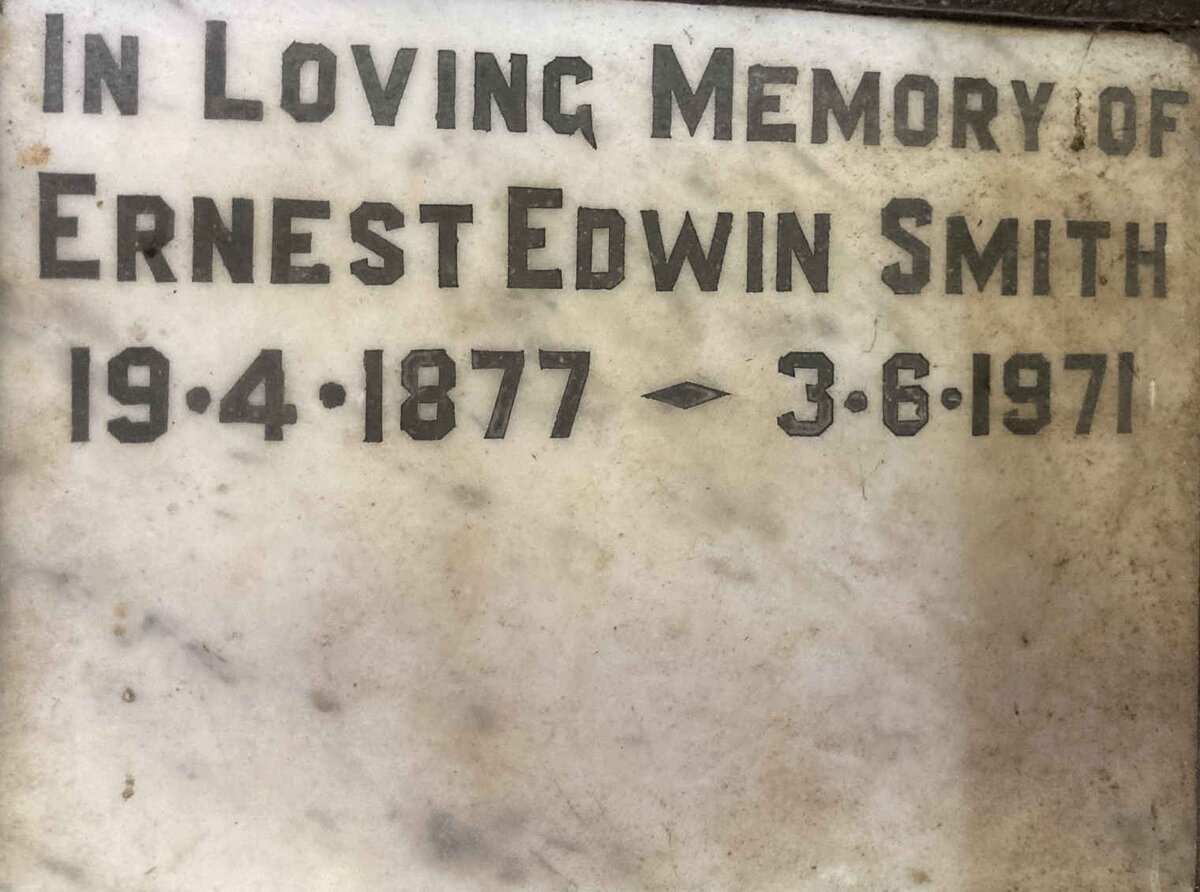 IN LOVING MEMORY OF
ERNEST EDWIN SMITH
19·4·1877 ⬥ 3·6·1971